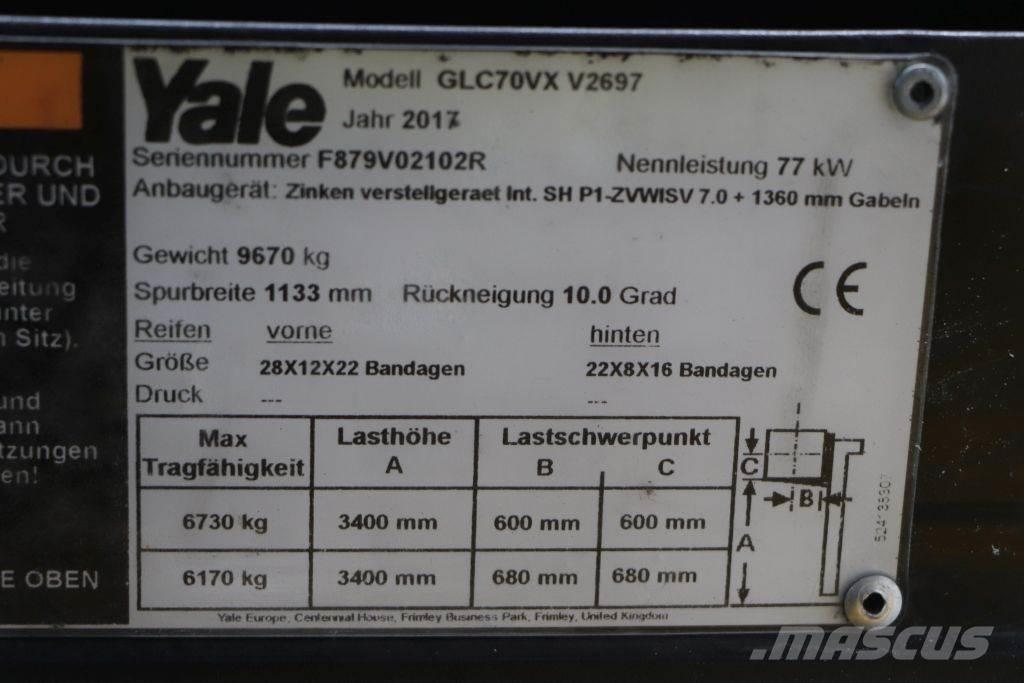 Yale
Modell GLC70VX V2697
Jahr 2017
Seriennummer F879V02102R Nennleistung 77 kW
Anbaugerät: Zinken verstellgeraet Int. SH P1-ZVWISV 7.0 + 1360 mm Gabeln
Gewicht 9670 kg
Spurbreite 1133 mm Rückneigung 10.0 Grad
CE
Reifen vorne hinten
Größe 28X12X22 Bandagen 22X8X16 Bandagen
Druck --- ---
Max Tragfähigkeit Lasthöhe A Lastschwerpunkt B C
6730 kg 3400 mm 600 mm 600 mm
6170 kg 3400 mm 680 mm 680 mm
C
B
A
Yale Europe, Centennial House, Frimley Business Park, Frimley, United Kingdom
DURCH
ER UND
R
die
eitung
unter
n Sitz).
und
ann
tzungen
en!
E OBEN
MASCUS